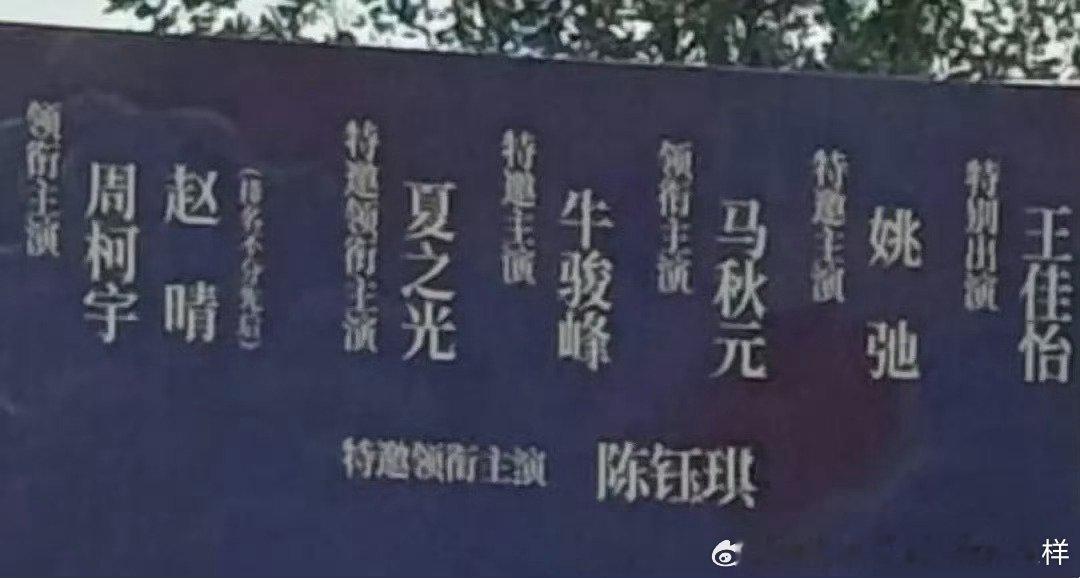 领衔主演
周柯宇
赵晴
(排名不分先后)
特邀领衔主演
夏之光
特邀主演
牛骏峰
领衔主演
马秋元
特邀主演
姚弛
特别出演
王佳怡
特邀领衔主演 陈钰琪
样